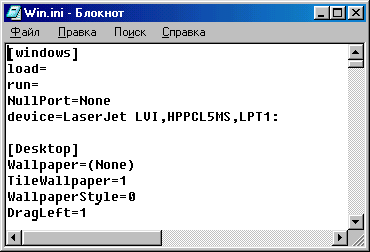 Win.ini - Блокнот
Файл Правка Поиск Справка
[windows]
load=
run=
NullPort=None
device=LaserJet LVI,HPPCL5MS,LPT1:

[Desktop]
Wallpaper=(None)
TileWallpaper=1
WallpaperStyle=0
DragLeft=1